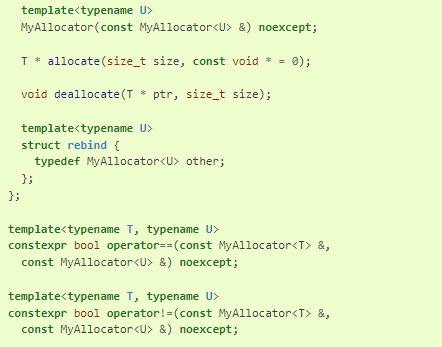 template<typename U>
MyAllocator(const MyAllocator<U> &) noexcept;
T * allocate(size_t size, const void * = 0);
void deallocate(T * ptr, size_t size);
template<typename U>
struct rebind {
typedef MyAllocator<U> other;
};
};
template<typename T, typename U>
constexpr bool operator==(const MyAllocator<T> &,
const MyAllocator<U> &) noexcept;
template<typename T, typename U>
constexpr bool operator!=(const MyAllocator<T> &,
const MyAllocator<U> &) noexcept;